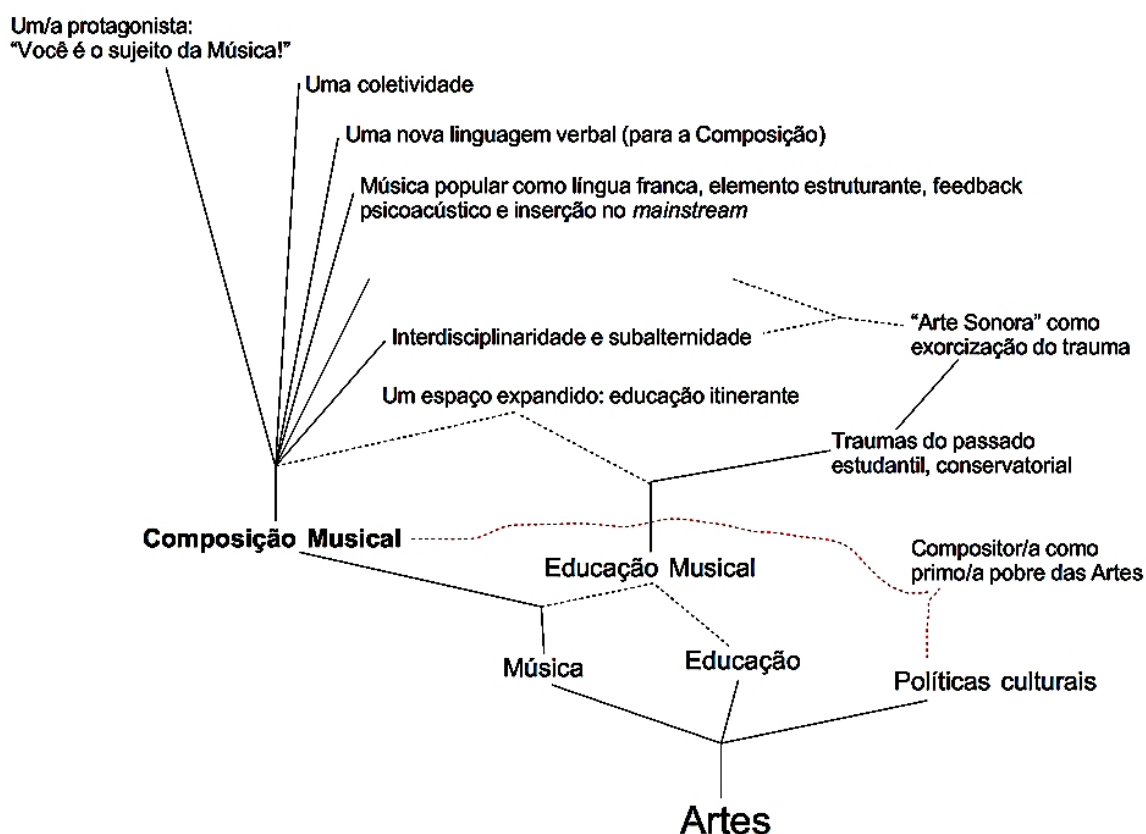 Um/a protagonista:
“Você é o sujeito da Música!”
Uma coletividade
Uma nova linguagem verbal (para a Composição)
Música popular como língua franca, elemento estruturante, feedback
psicoacústico e inserção no mainstream
Interdisciplinaridade e subalternidade
“Arte Sonora” como
exorcização do trauma
Um espaço expandido: educação itinerante
Traumas do passado
estudantil, conservatorial
Composição Musical
Educação Musical
Compositor/a como
primo/a pobre das Artes
Música
Educação
Políticas culturais
Artes